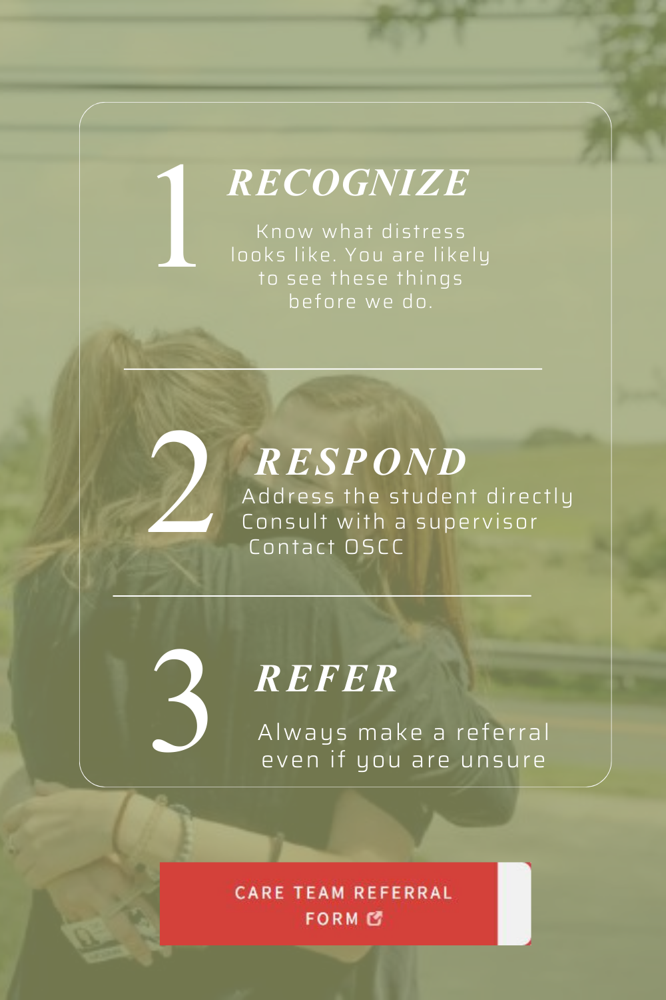 1
RECOGNIZE
Know what distress
looks like. You are likely
to see these things
before we do.
2
RESPOND
Address the student directly
Consult with a supervisor
Contact OSCC
3
REFER
Always make a referral
even if you are unsure
CARE TEAM REFERRAL
FORM